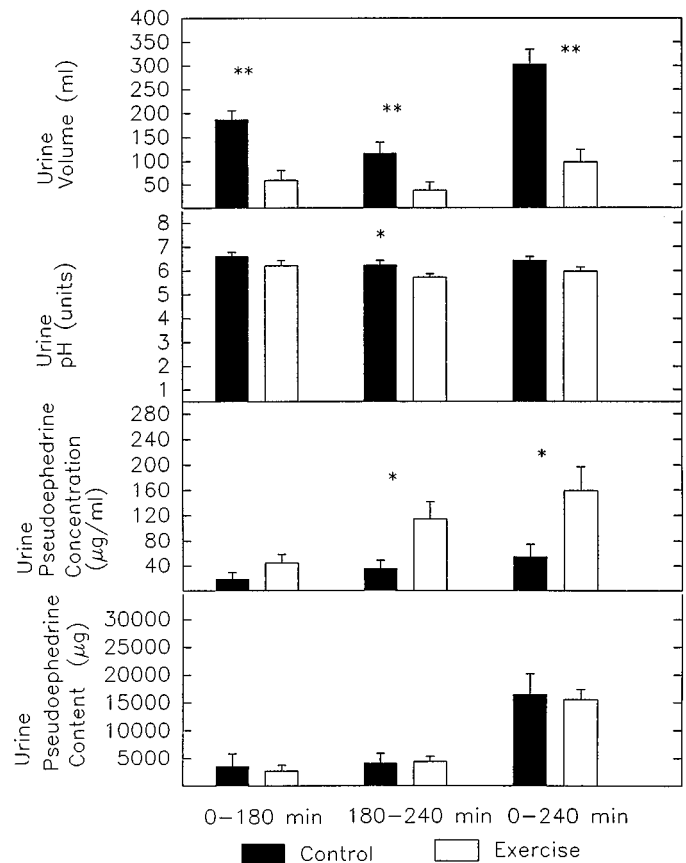 Urine
Volume (ml)
400
350
300
250
200
150
100
50
**
**
**
Urine
pH (units)
8
7
6
5
4
3
2
1
*
Urine
Pseudoephedrine
Concentration
(μg/ml)
280
240
200
160
120
80
40
*
*
Urine
Pseudoephedrine
Content (μg)
30000
25000
20000
15000
10000
5000
0–180 min
180–240 min
0–240 min
Control
Exercise